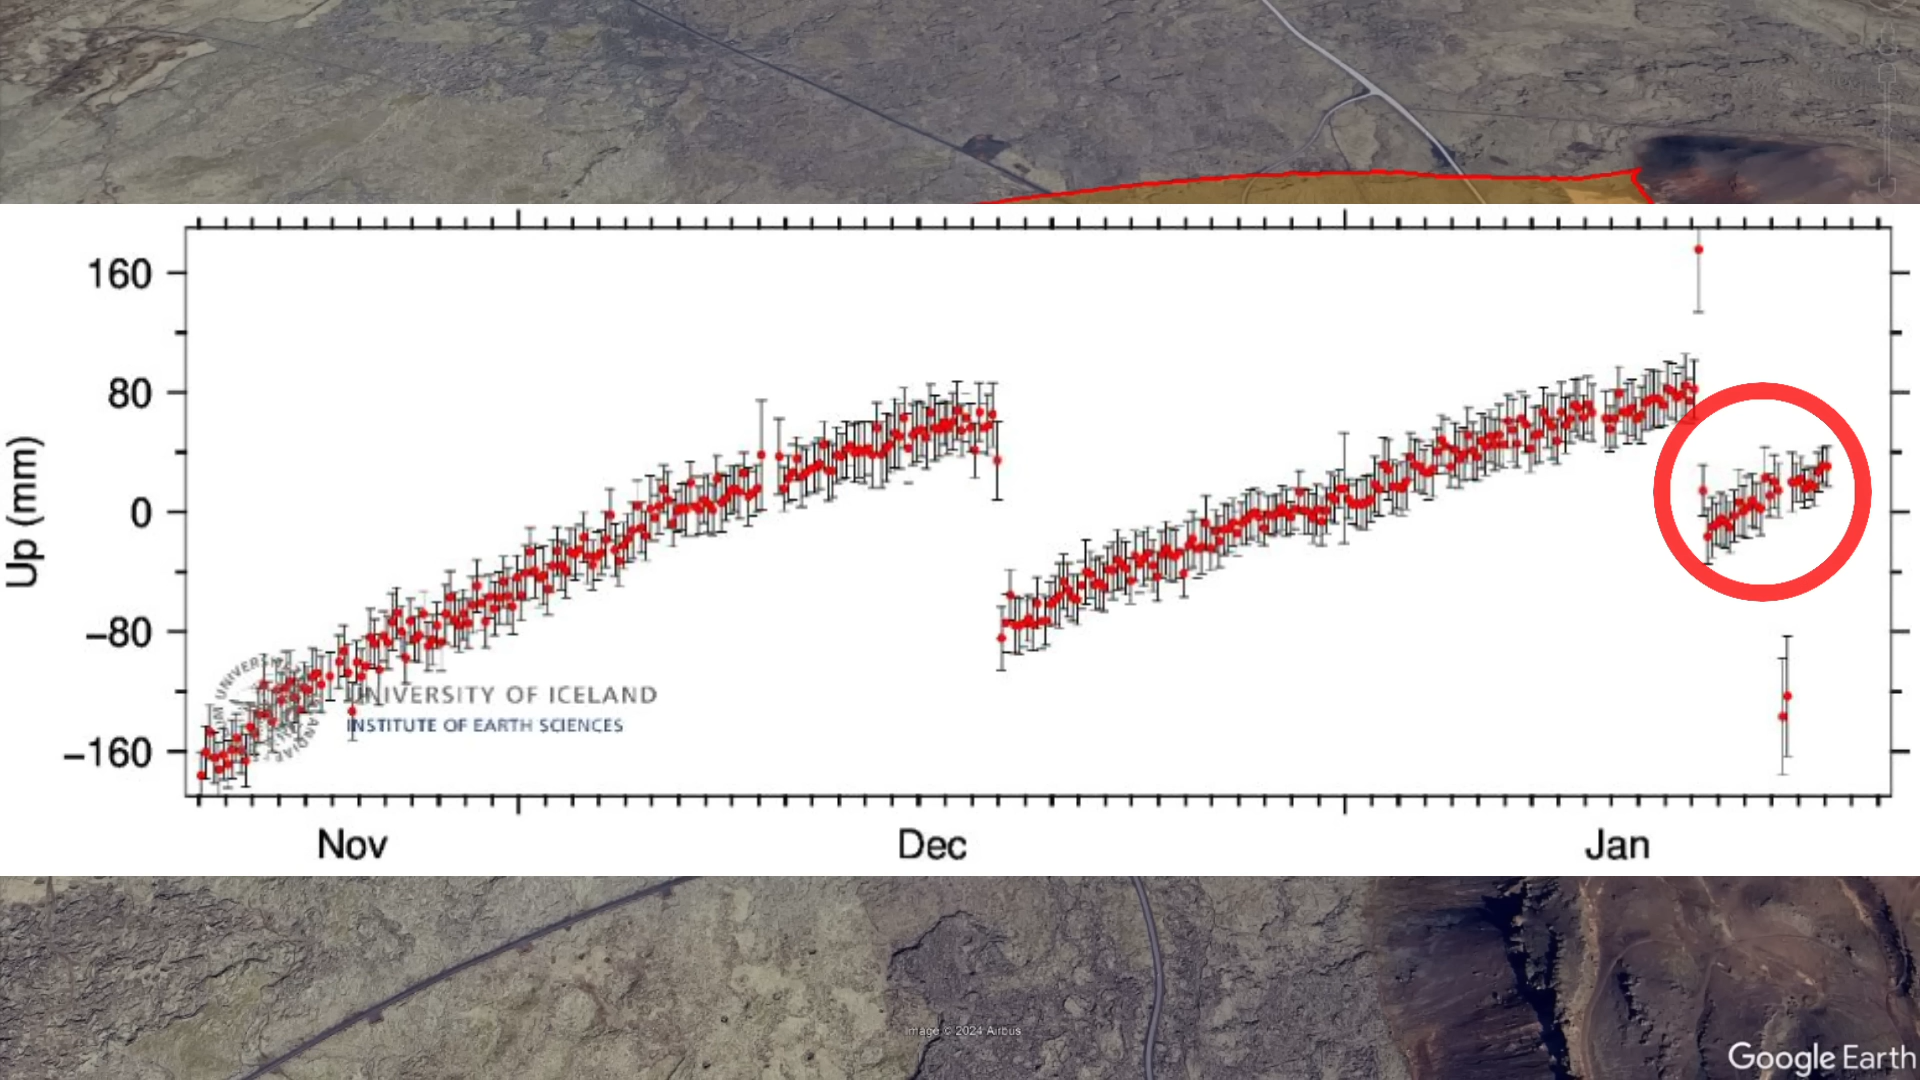 160
80
0
−80
−160
Up (mm)
UNIVERSITY OF ICELAND
INSTITUTE OF EARTH SCIENCES
Nov
Dec
Jan
Image © 2024 Airbus
Google Earth